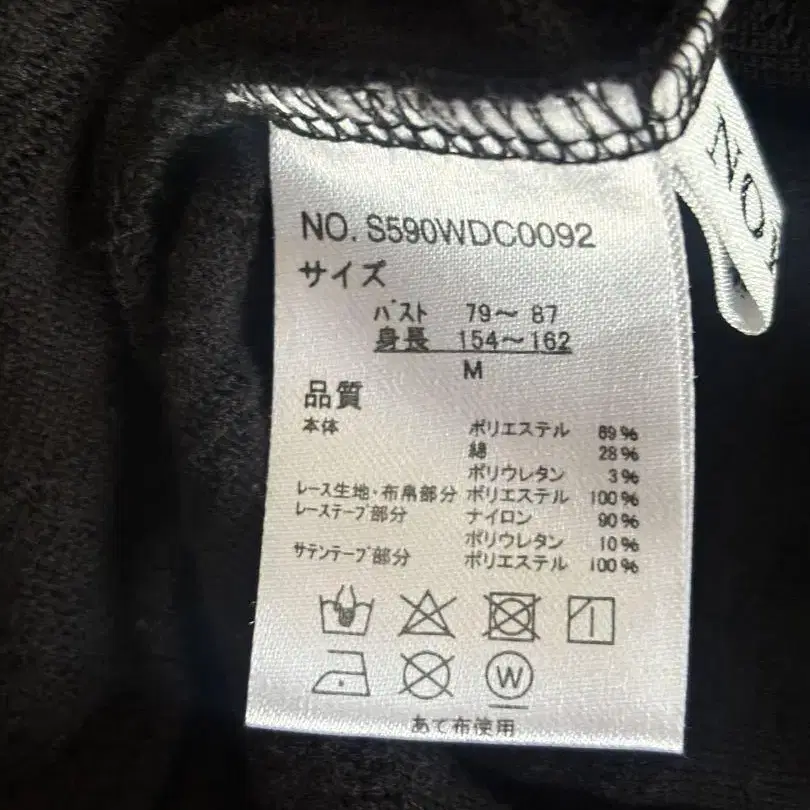 NO. S590WDC0092
サイズ
バスト 79〜 87
身長 154〜162
M
品質
本体 ポリエステル 69%
綿 28%
ポリウレタン 3%
レース生地・布帛部分 ポリエステル 100%
レーステープ部分 ナイロン 90%
ポリウレタン 10%
サテンテープ部分 ポリエステル 100%
W
あて布使用
NO.